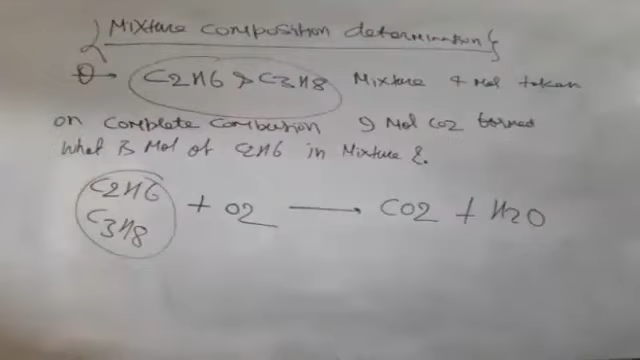 Mixture composition determination
Q → C2H6 & C3H8 Mixture 4 Mol taken
on complete combustion 9 Mol CO2 formed
What is Mol of C2H6 in Mixture
C2H6
C3H8 + O2 → CO2 + H2O